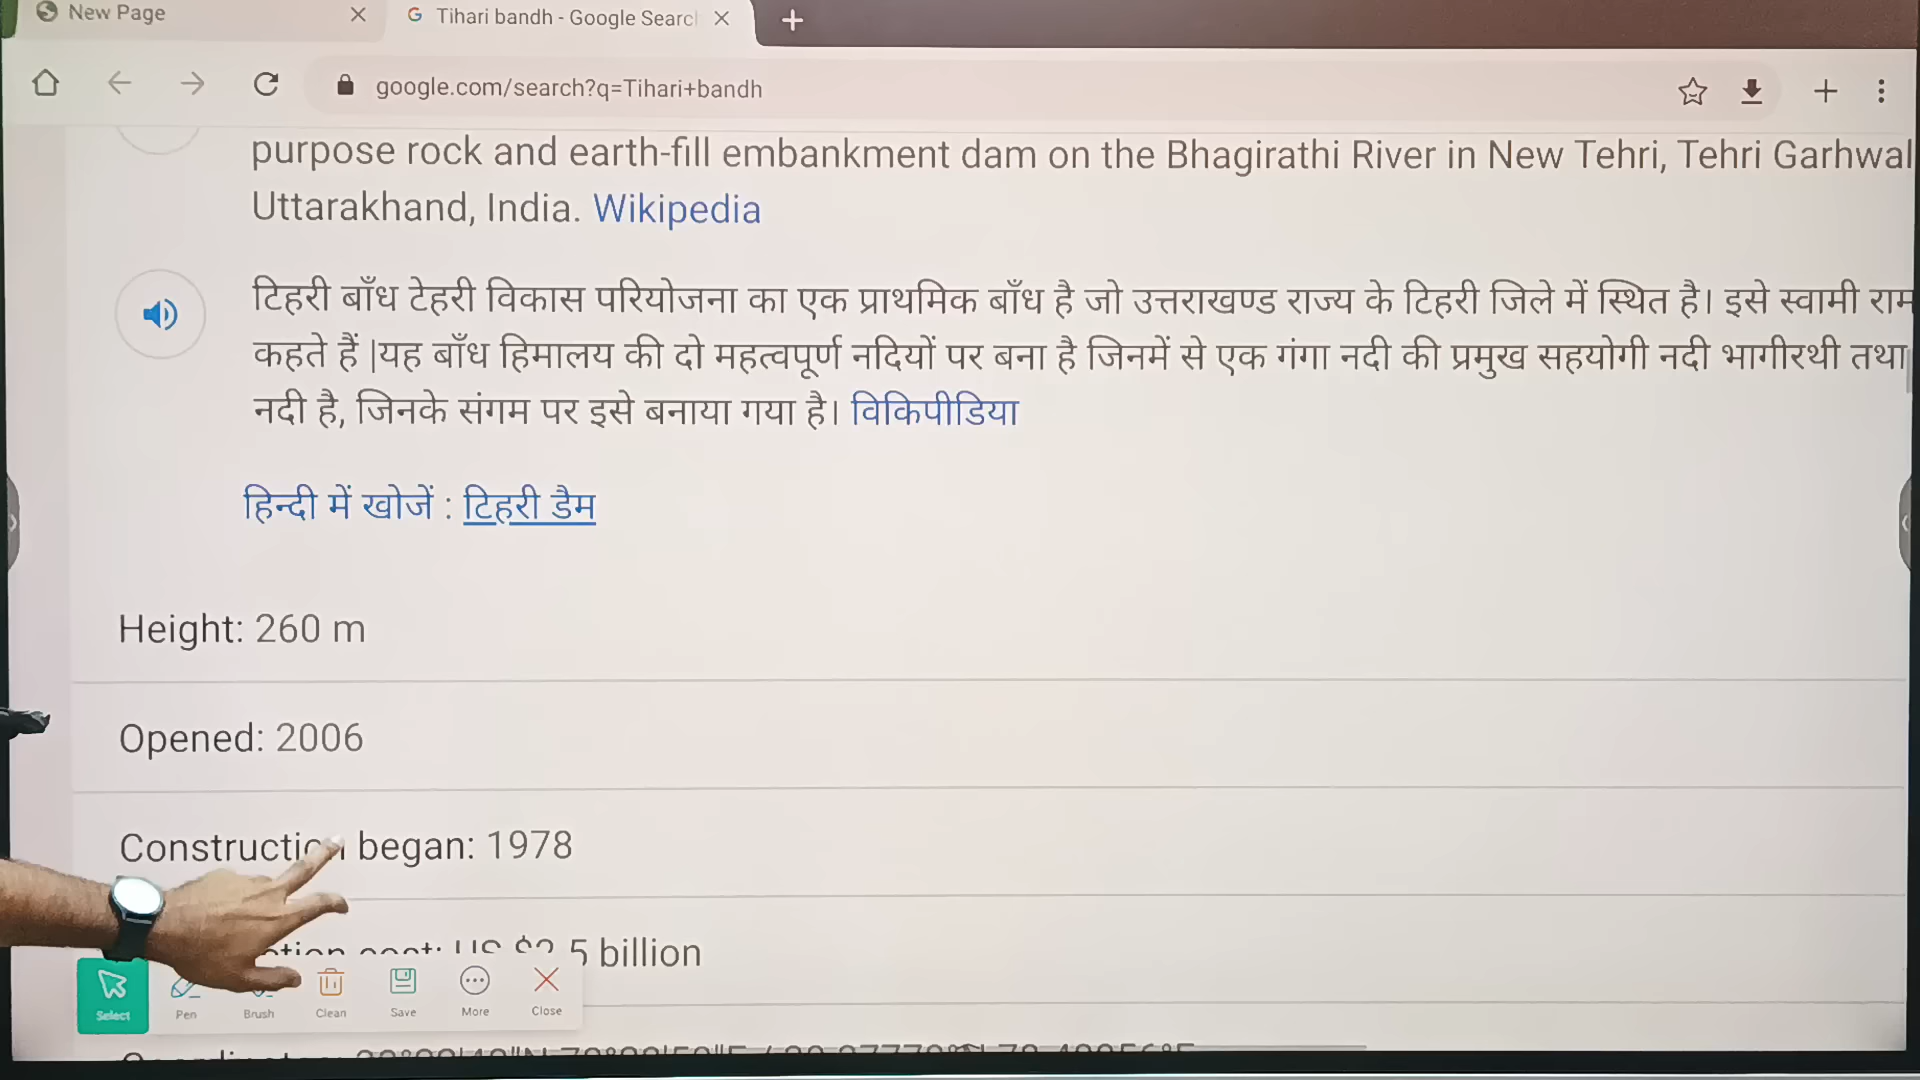 New Page
Tihari bandh - Google Searc
google.com/search?q=Tihari+bandh
purpose rock and earth-fill embankment dam on the Bhagirathi River in New Tehri, Tehri Garhwal
Uttarakhand, India. Wikipedia
टिहरी बाँध टेहरी विकास परियोजना का एक प्राथमिक बाँध है जो उत्तराखण्ड राज्य के टिहरी जिले में स्थित है। इसे स्वामी राम
कहते हैं |यह बाँध हिमालय की दो महत्वपूर्ण नदियों पर बना है जिनमें से एक गंगा नदी की प्रमुख सहयोगी नदी भागीरथी तथा
नदी है, जिनके संगम पर इसे बनाया गया है। विकिपीडिया
हिन्दी में खोजें : टिहरी डैम
Height: 260 m
Opened: 2006
Construction began: 1978
5 billion
Select Pen Brush Clean Save More Close